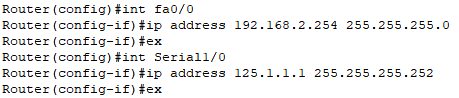 Router(config)#int fa0/0
Router(config-if)#ip address 192.168.2.254 255.255.255.0
Router(config-if)#ex
Router(config)#int Serial1/0
Router(config-if)#ip address 125.1.1.1 255.255.255.252
Router(config-if)#ex